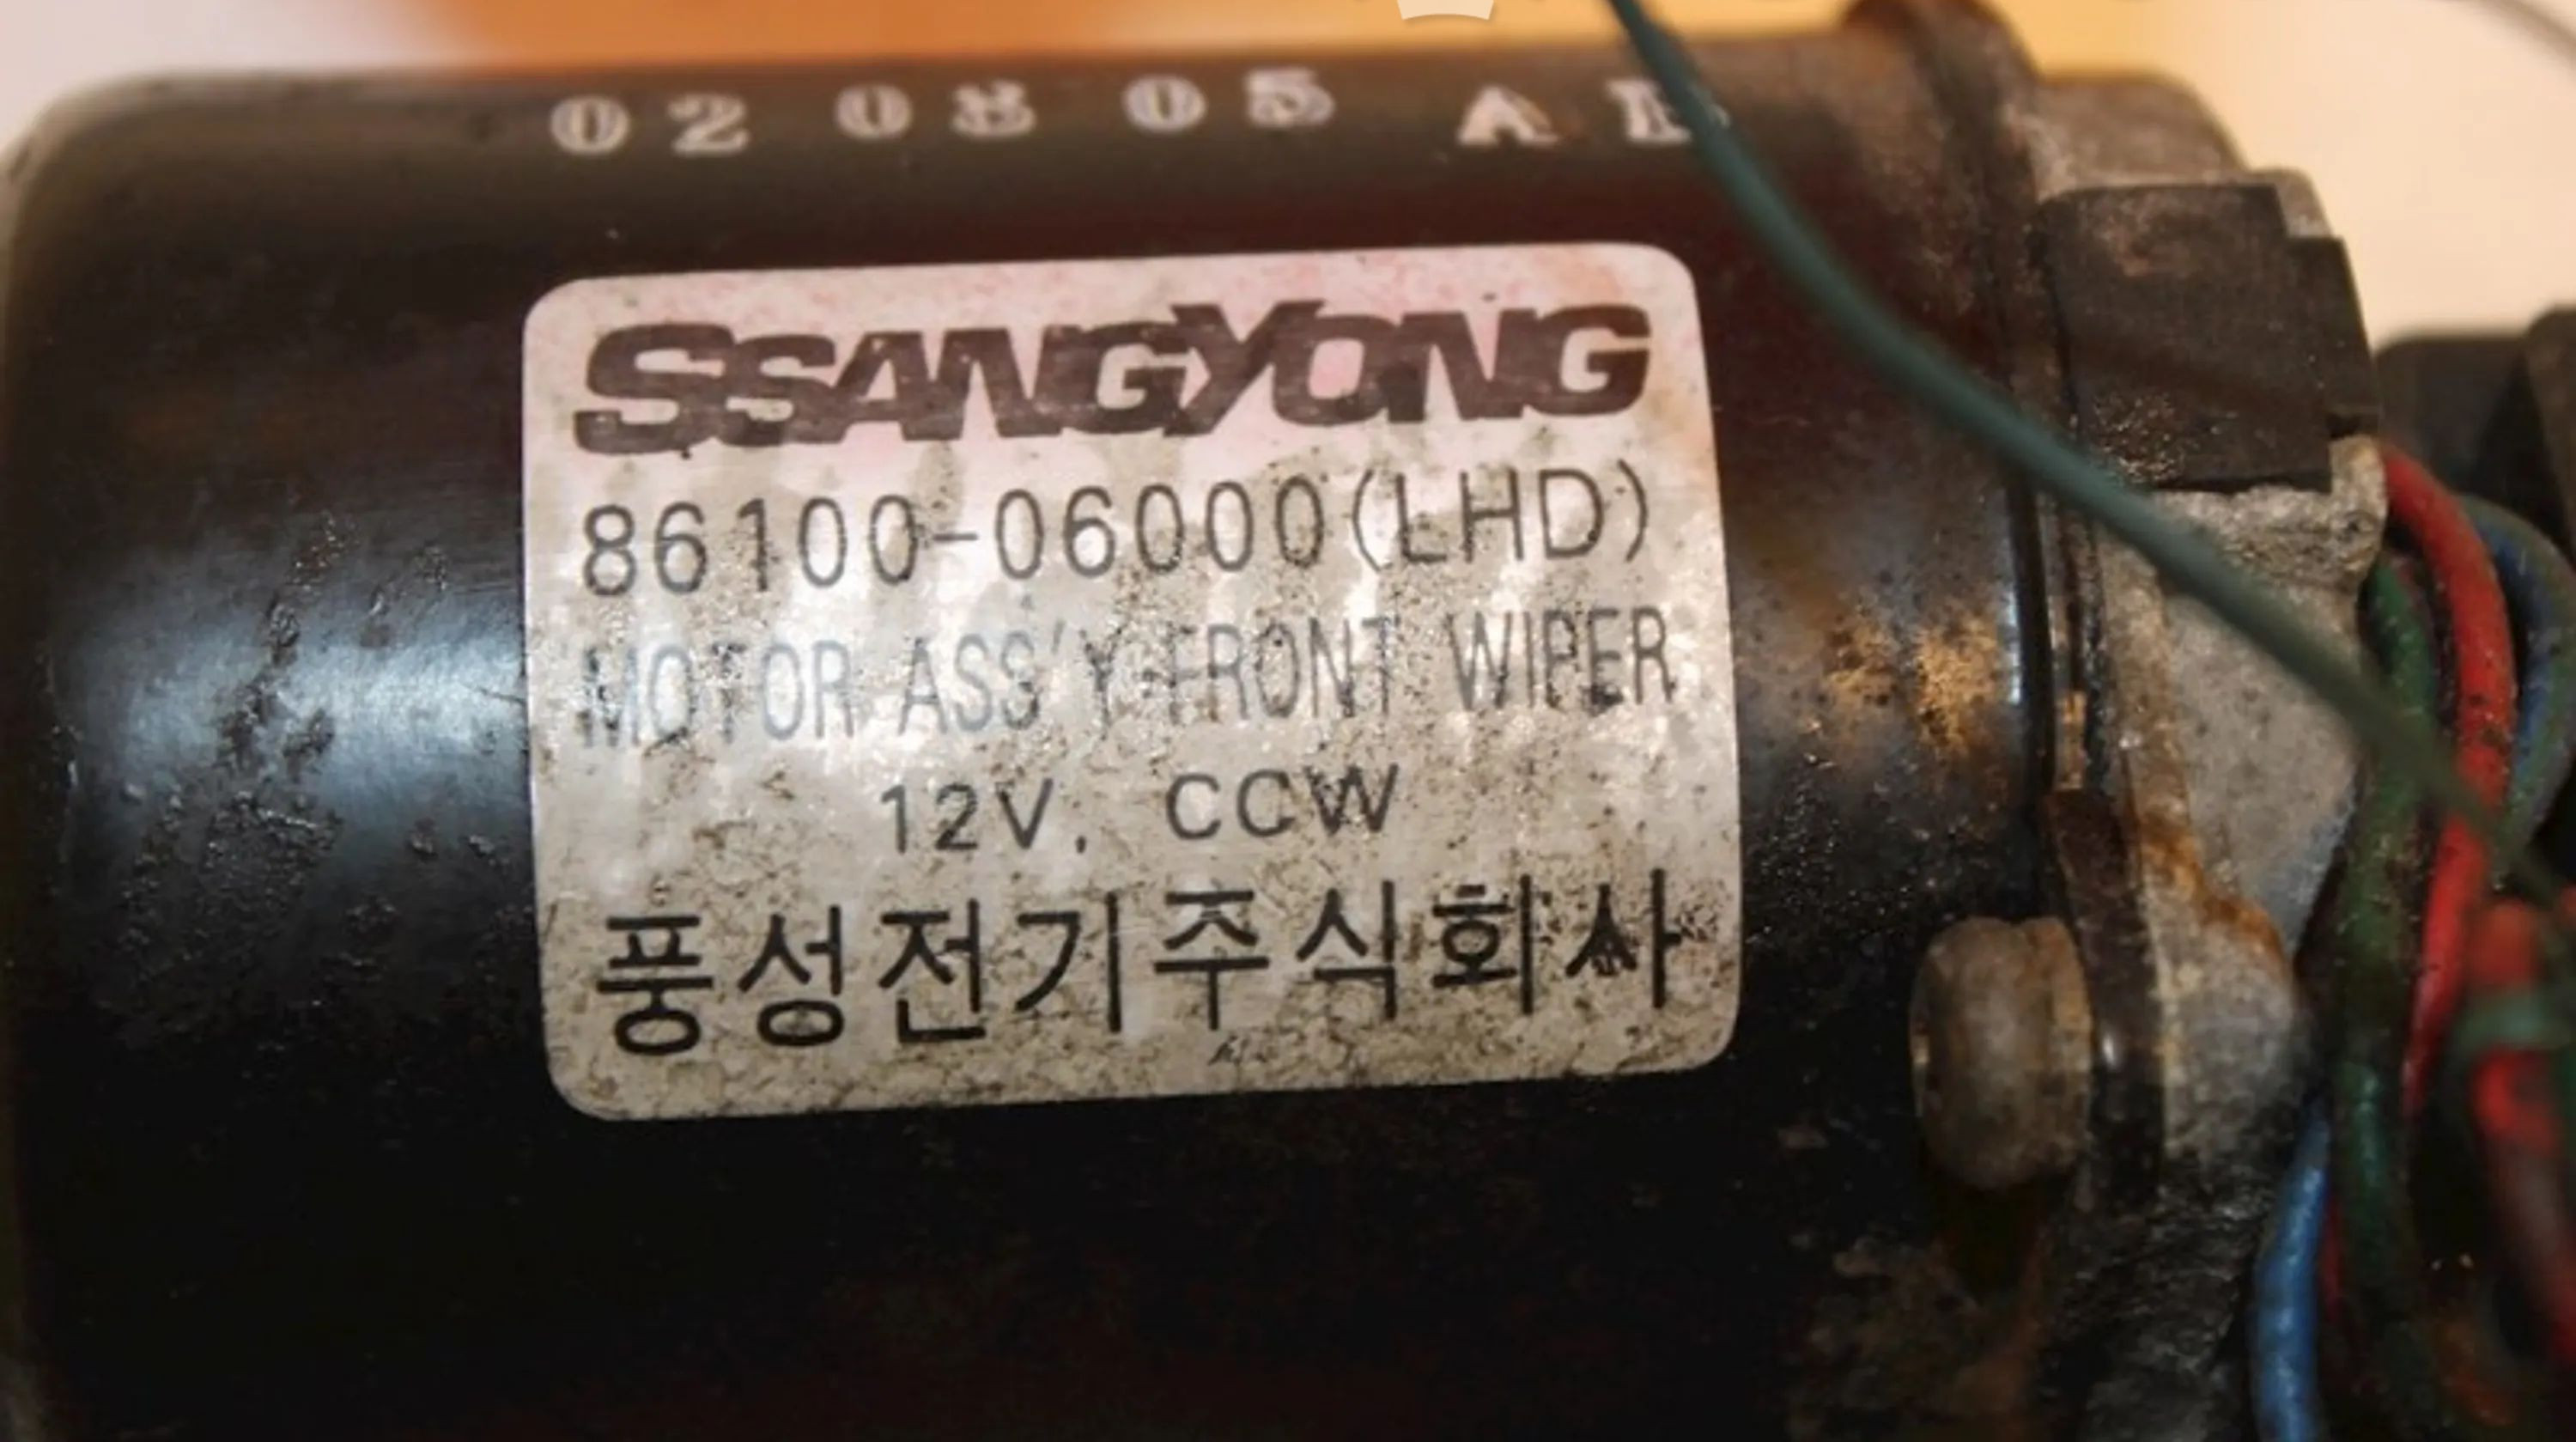 02 08 05 A
SSANGYONG
86100-06000(LHD)
MOTOR ASS'Y FRONT WIPER
12V. CCW
풍성전기주식회사